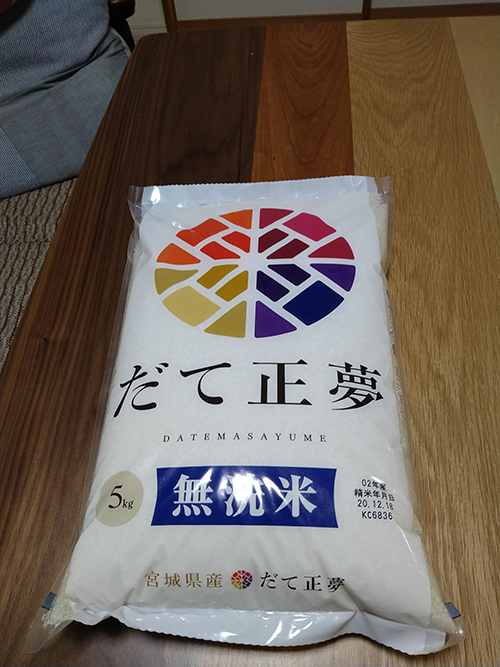 だて正夢
DATEMASAYUME
5kg
無洗米
02年産
精米年月日
20.12.18
KC6836
宮城県産 だて正夢